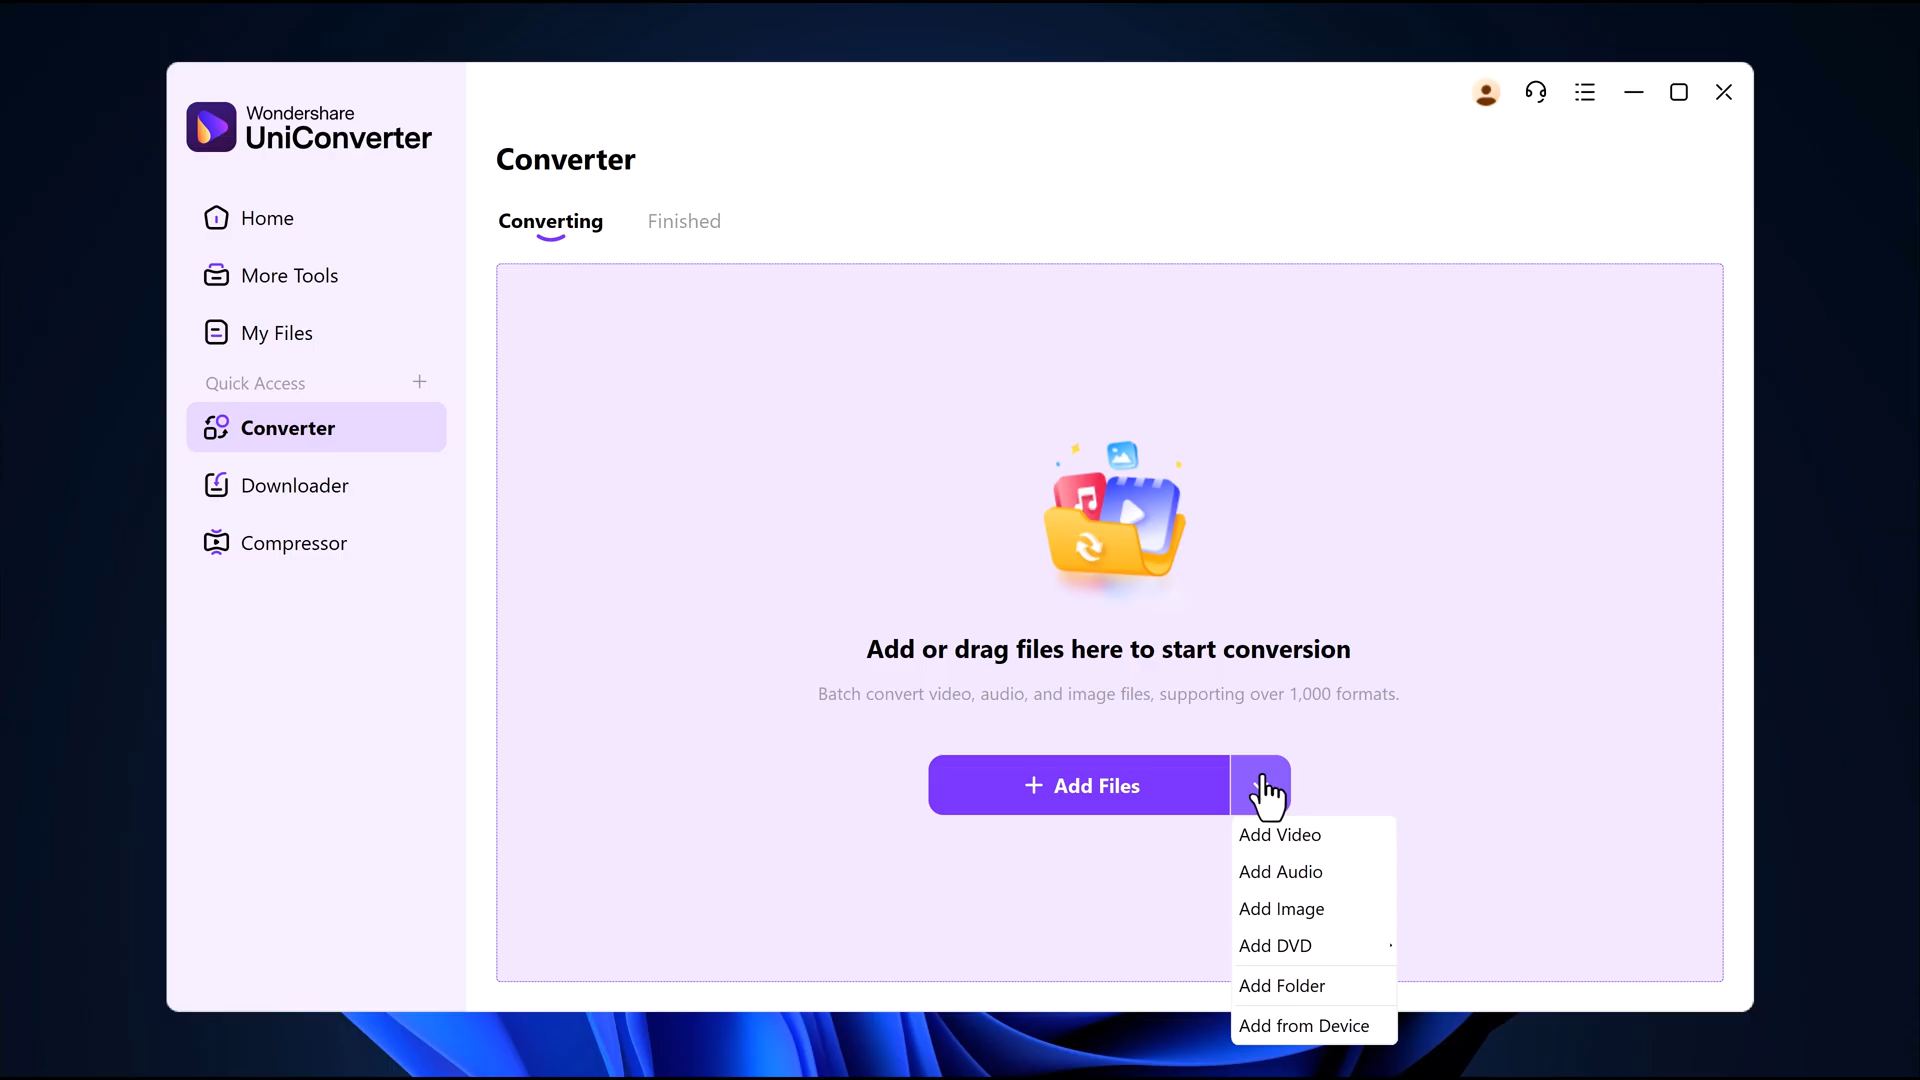 Wondershare
UniConverter
Home
More Tools
My Files
Quick Access
Converter
Downloader
Compressor
Converter
Converting
Finished
Add or drag files here to start conversion
Batch convert video, audio, and image files, supporting over 1,000 formats.
+ Add Files
Add Video
Add Audio
Add Image
Add DVD
Add Folder
Add from Device